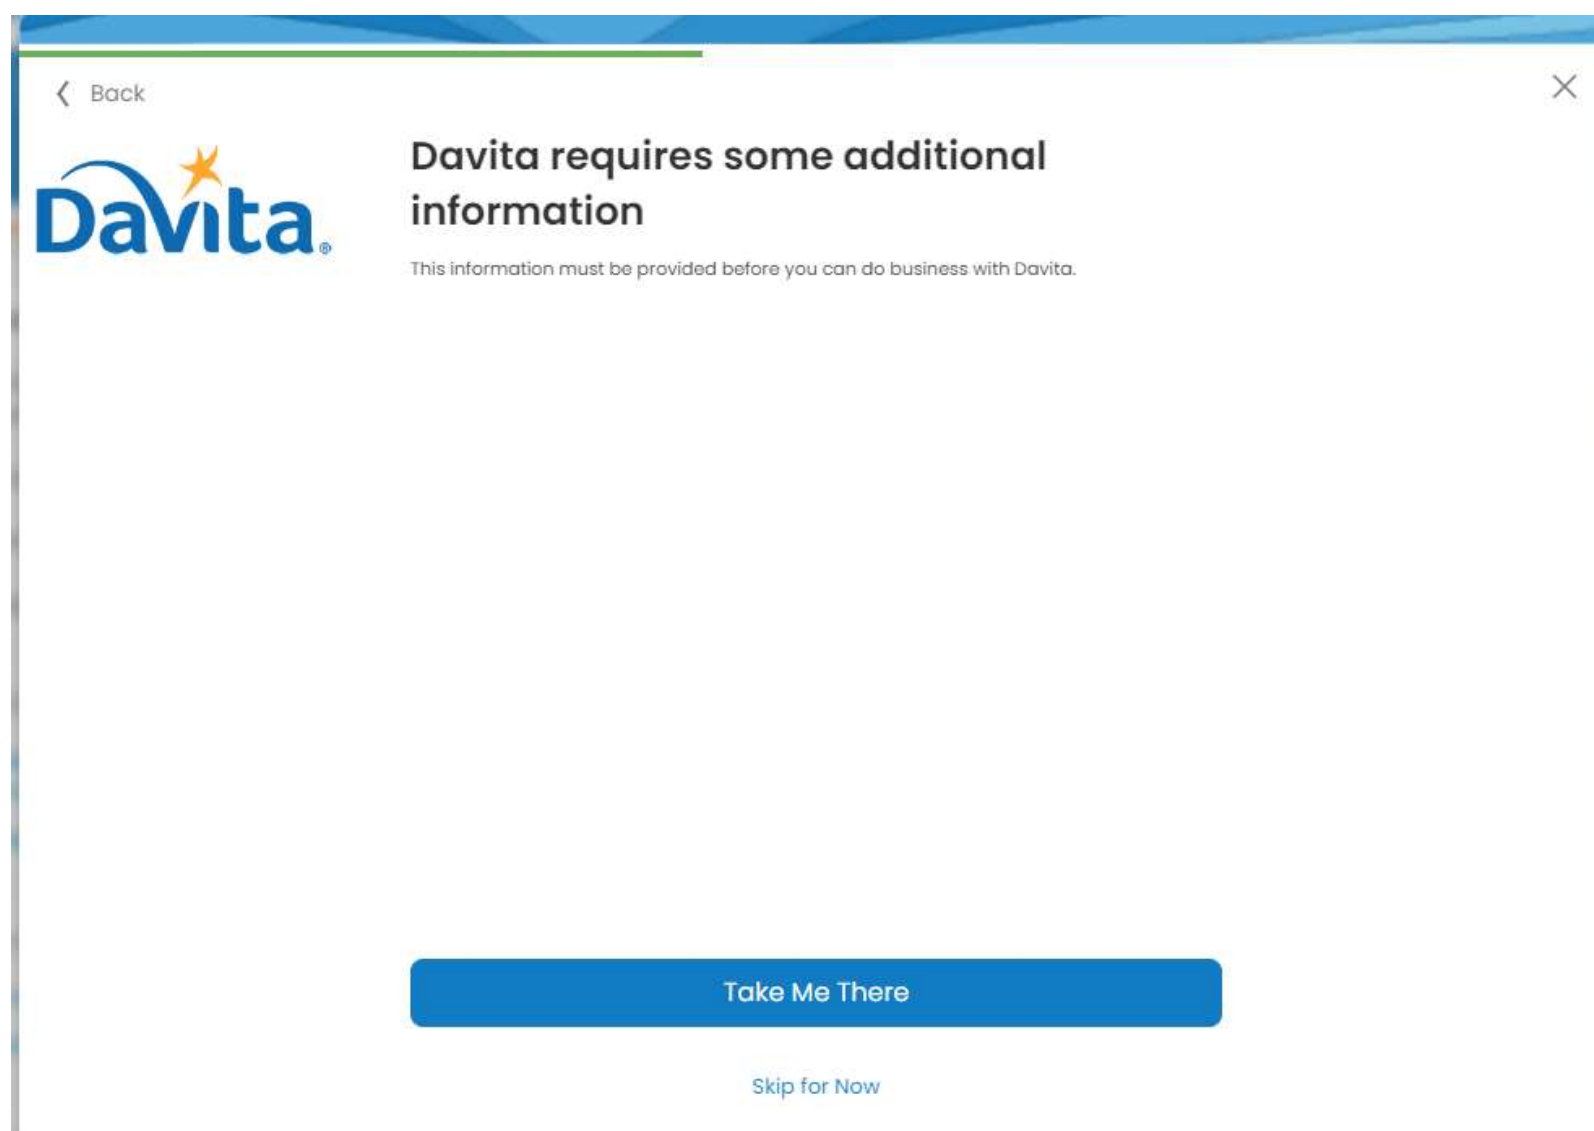 Back
DaVita®
Davita requires some additional
information
This information must be provided before you can do business with Davita.
Take Me There
Skip for Now